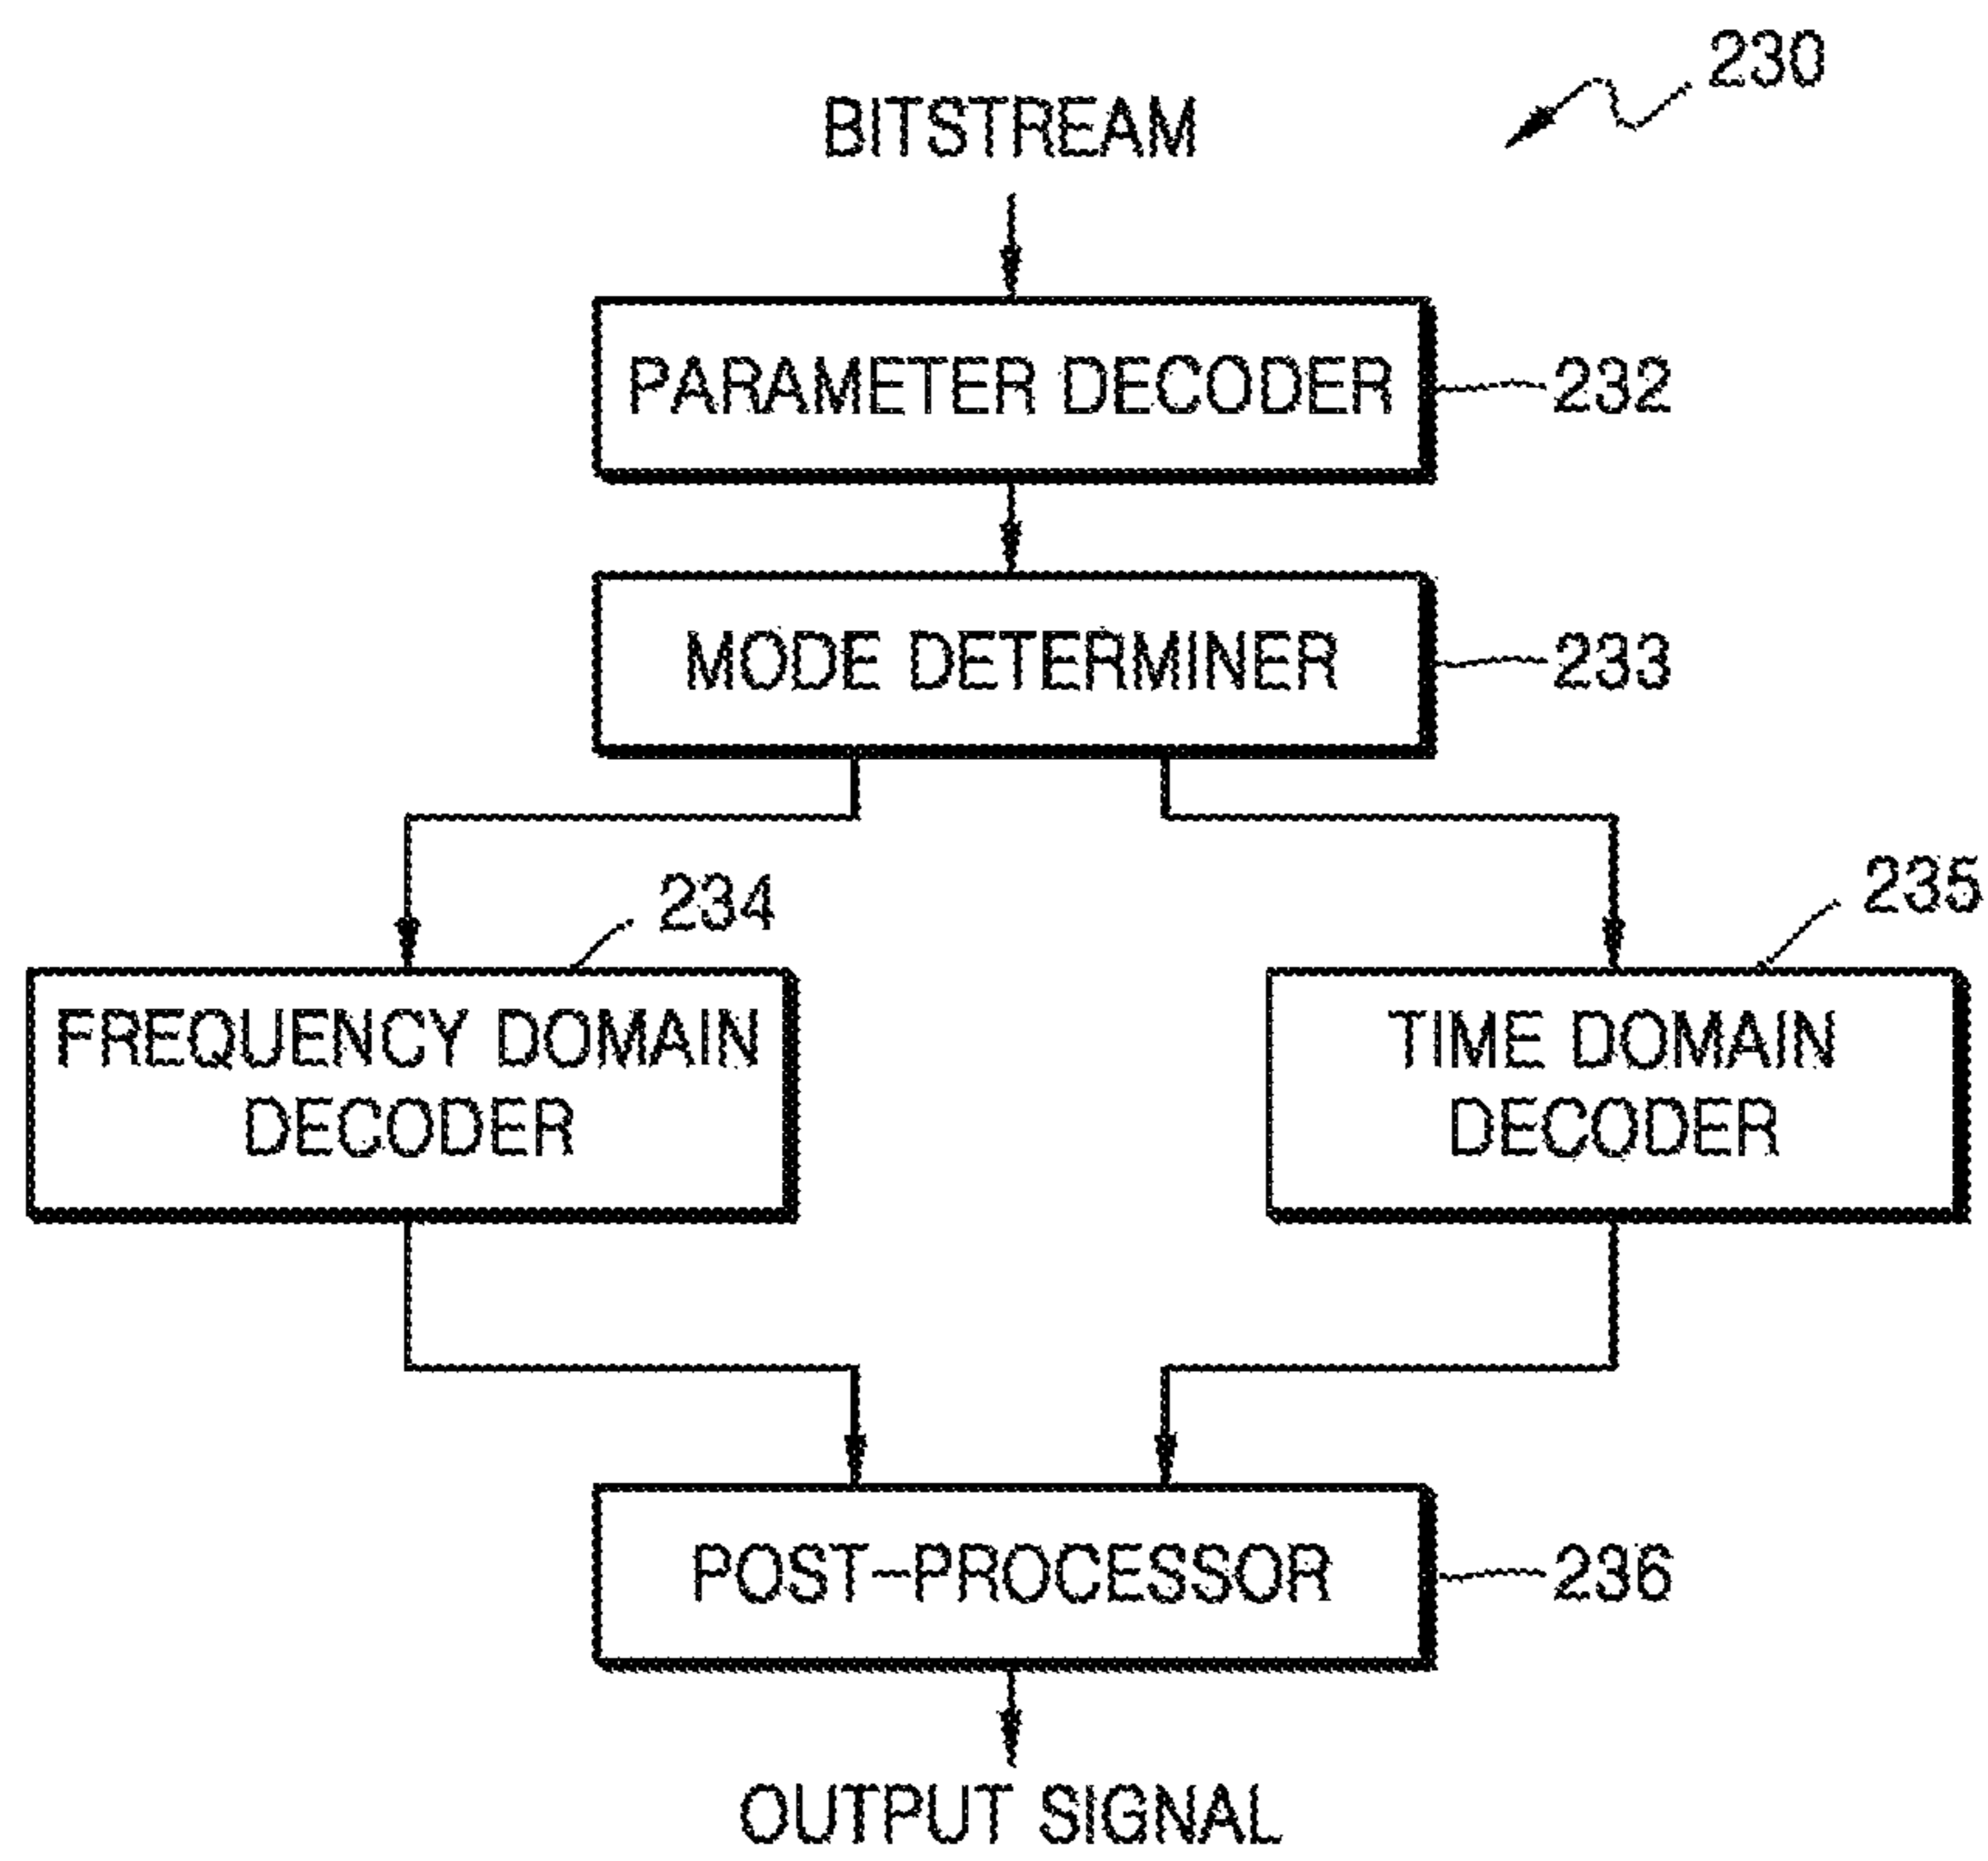 230
BITSTREAM
PARAMETER DECODER
232
MODE DETERMINER
233
234
235
FREQUENCY DOMAIN
DECODER
TIME DOMAIN
DECODER
POST-PROCESSOR
236
OUTPUT SIGNAL